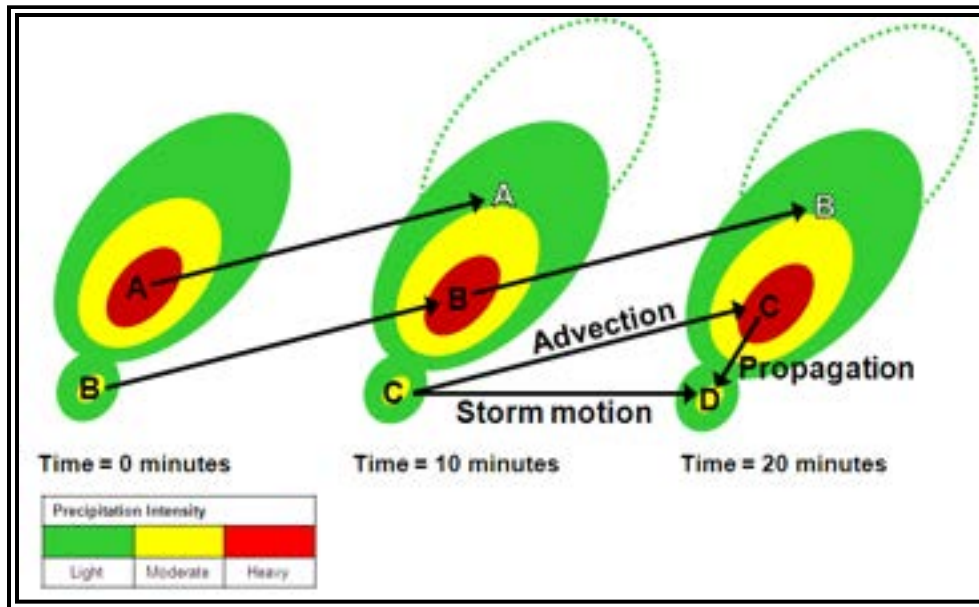 A
B
A
B
C
Advection
Storm motion
B
C
Propagation
D
Time = 0 minutes
Time = 10 minutes
Time = 20 minutes
Precipitation Intensity
Light
Moderate
Heavy